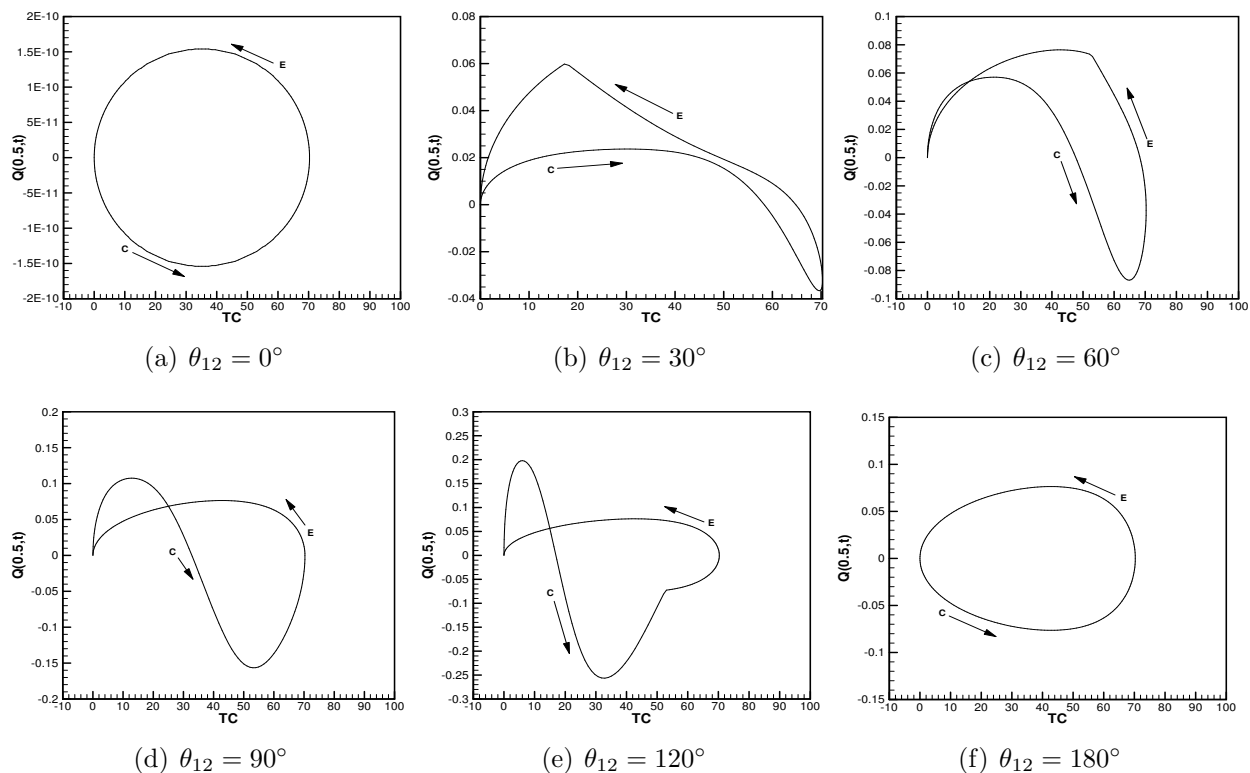 2E-10
1.5E-10
1E-10
5E-11
0
-5E-11
-1E-10
-1.5E-10
-2E-10
-10 0 10 20 30 40 50 60 70 80 90 100
Q(0.5,t)
TC
E
C
(a) θ12 = 0°
0.08
0.06
0.04
0.02
0
-0.02
-0.04
0 10 20 30 40 50 60 70
Q(0.5,t)
TC
E
C
(b) θ12 = 30°
0.1
0.08
0.06
0.04
0.02
0
-0.02
-0.04
-0.06
-0.08
-0.1
-10 0 10 20 30 40 50 60 70 80 90 100
Q(0.5,t)
TC
E
C
(c) θ12 = 60°
0.2
0.15
0.1
0.05
0
-0.05
-0.1
-0.15
-0.2
-10 0 10 20 30 40 50 60 70 80 90 100
Q(0.5,t)
TC
E
C
(d) θ12 = 90°
0.3
0.25
0.2
0.15
0.1
0.05
0
-0.05
-0.1
-0.15
-0.2
-0.25
-0.3
-10 0 10 20 30 40 50 60 70 80 90 100
Q(0.5,t)
TC
E
C
(e) θ12 = 120°
0.15
0.1
0.05
0
-0.05
-0.1
-0.15
-10 0 10 20 30 40 50 60 70 80 90 100
Q(0.5,t)
TC
E
C
(f) θ12 = 180°